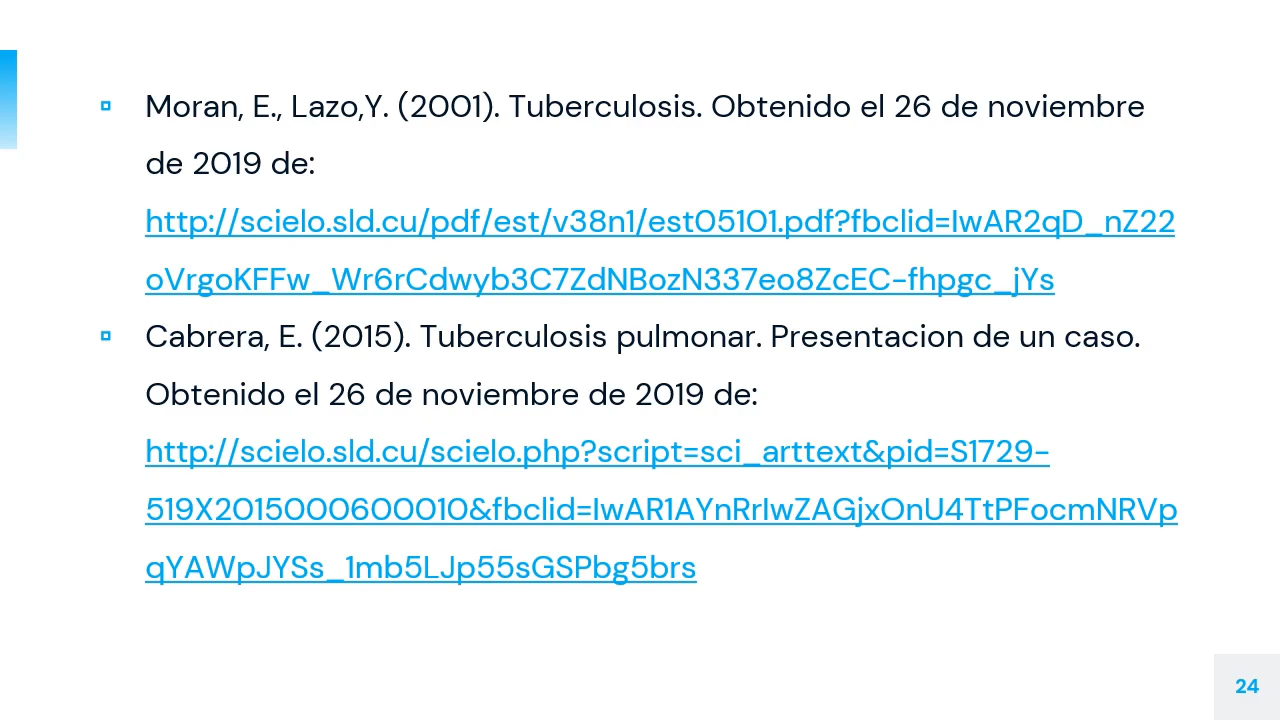 Moran, E., Lazo,Y. (2001). Tuberculosis. Obtenido el 26 de noviembre
de 2019 de:
http://scielo.sld.cu/pdf/est/v38n1/est05101.pdf?fbclid=IwAR2qD_nZ22
oVrgoKFFw_Wr6rCdwyb3C7ZdNBozN337eo8ZcEC-fhpgc_jYs
Cabrera, E. (2015). Tuberculosis pulmonar. Presentacion de un caso.
Obtenido el 26 de noviembre de 2019 de:
http://scielo.sld.cu/scielo.php?script=sci_arttext&pid=S1729-
519X2015000600010&fbclid=IwAR1AYnRrIwZAGjxOnU4TtPFocmNRVp
qYAWpJYSs_1mb5LJp55sGSPbg5brs
24